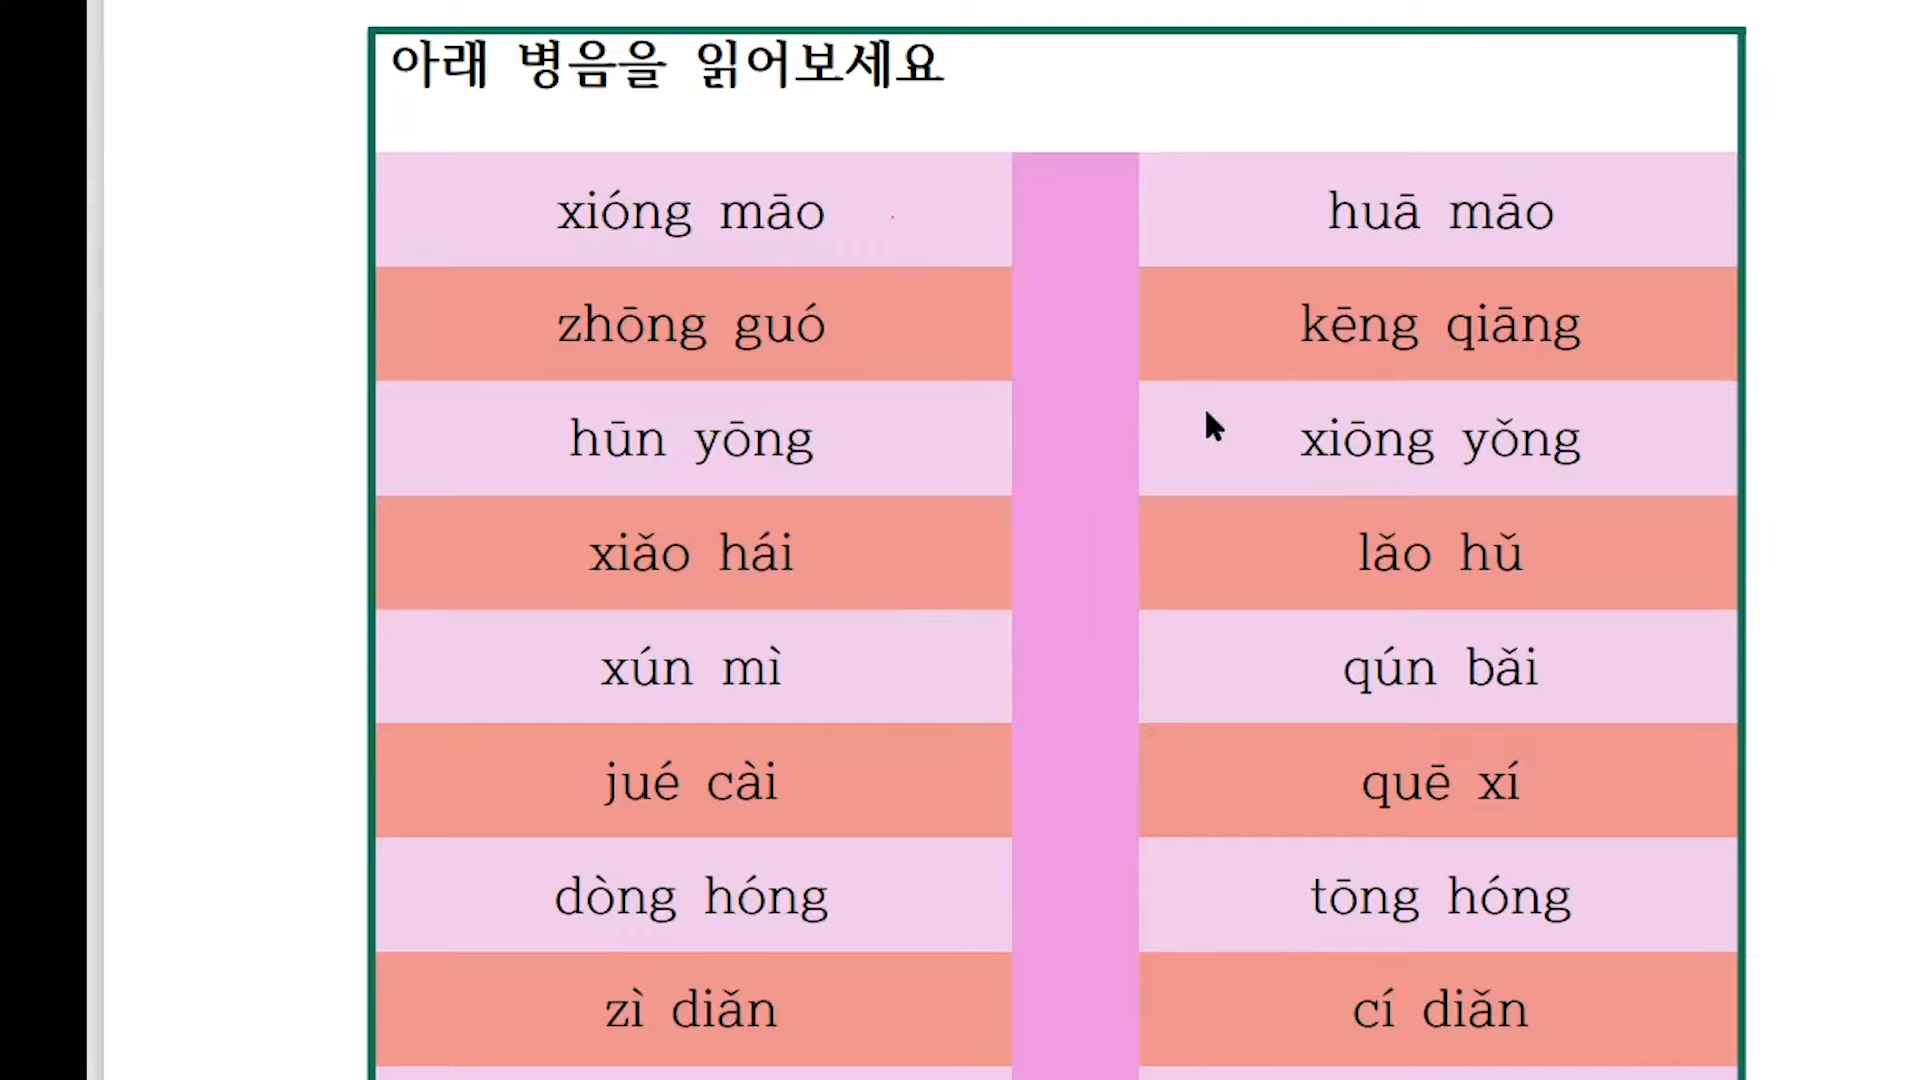 아래 병음을 읽어보세요
xióng māo huā māo
zhōng guó kēng qiāng
hūn yōng xiōng yǒng
xiǎo hái lǎo hǔ
xún mì qún bǎi
jué cài quē xí
dòng hóng tōng hóng
zì diǎn cí diǎn